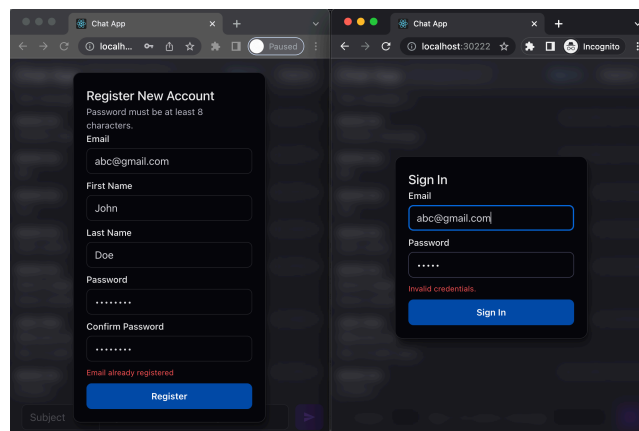 Chat App
localh...
Paused
Register New Account
Password must be at least 8
characters.
Email
abc@gmail.com
First Name
John
Last Name
Doe
Password
••••••••
Confirm Password
••••••••
Email already registered
Register
Subject
Chat App
localhost:30222
Incognito
Sign In
Email
abc@gmail.com
Password
•••••
Invalid credentials.
Sign In